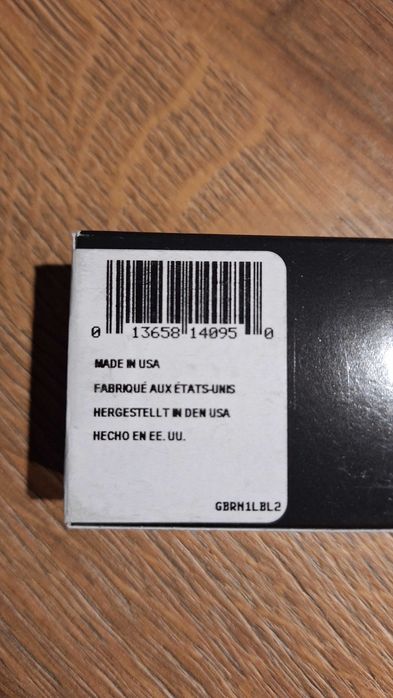 0 13658 14095 0
MADE IN USA
FABRIQUÉ AUX ÉTATS-UNIS
HERGESTELLT IN DEN USA
HECHO EN EE. UU.
GBRM1LBL2